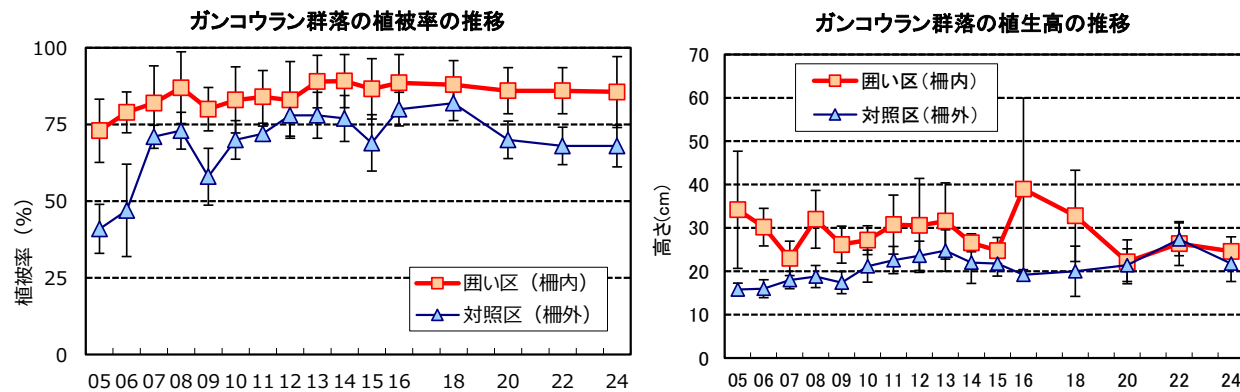 ガンコウラン群落の植被率の推移
100
75
50
25
0
植被率（%）
囲い区（柵内）
対照区（柵外）
05 06 07 08 09 10 11 12 13 14 15 16 18 20 22 24
ガンコウラン群落の植生高の推移
70
60
50
40
30
20
10
0
高さ(cm)
囲い区（柵内）
対照区（柵外）
05 06 07 08 09 10 11 12 13 14 15 16 18 20 22 24